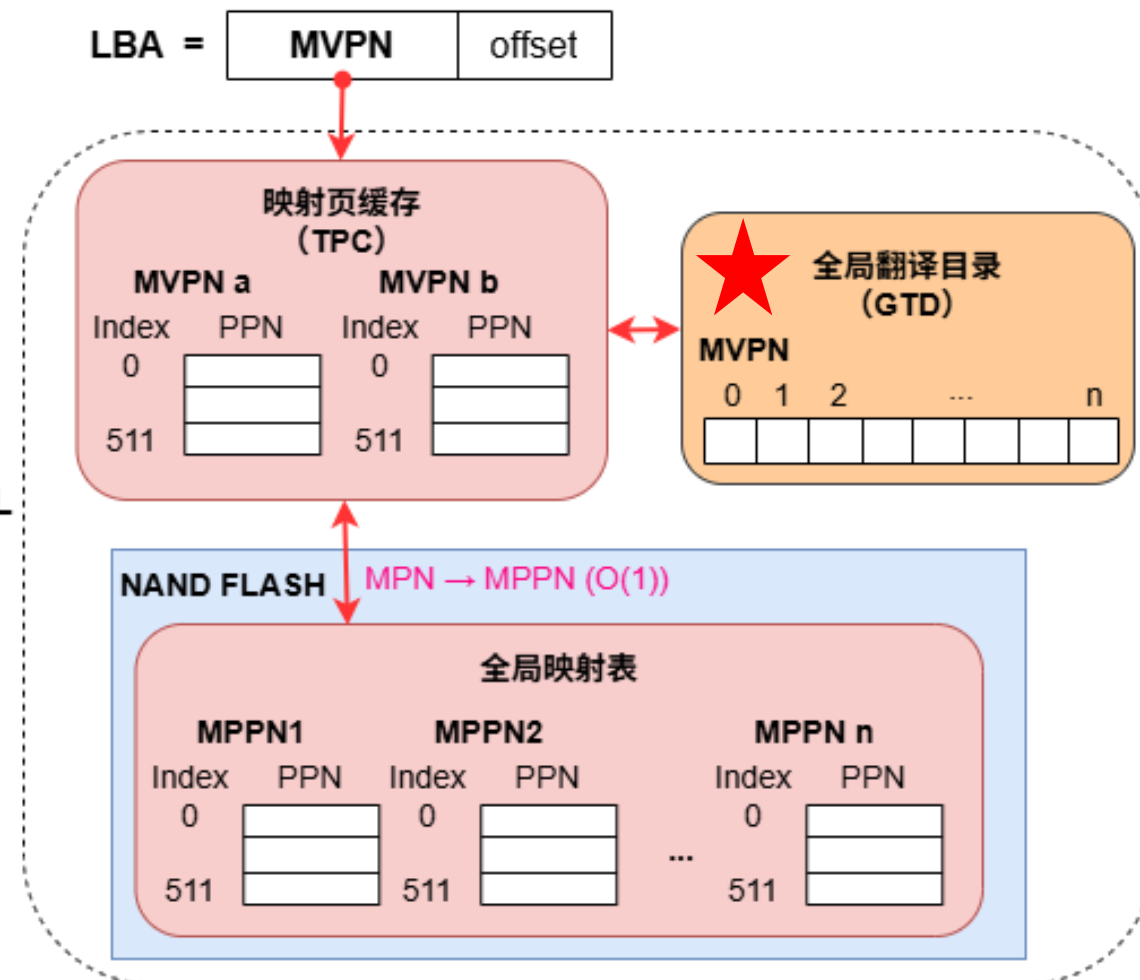 LBA = MVPN offset
映射页缓存
（TPC）
MVPN a MVPN b
Index PPN Index PPN
0 0
511 511
全局翻译目录
（GTD）
MVPN
0 1 2 ... n
NAND FLASH
MPN → MPPN (O(1))
全局映射表
MPPN1 MPPN2 MPPN n
Index PPN Index PPN Index PPN
0 0 0
...
511 511 511